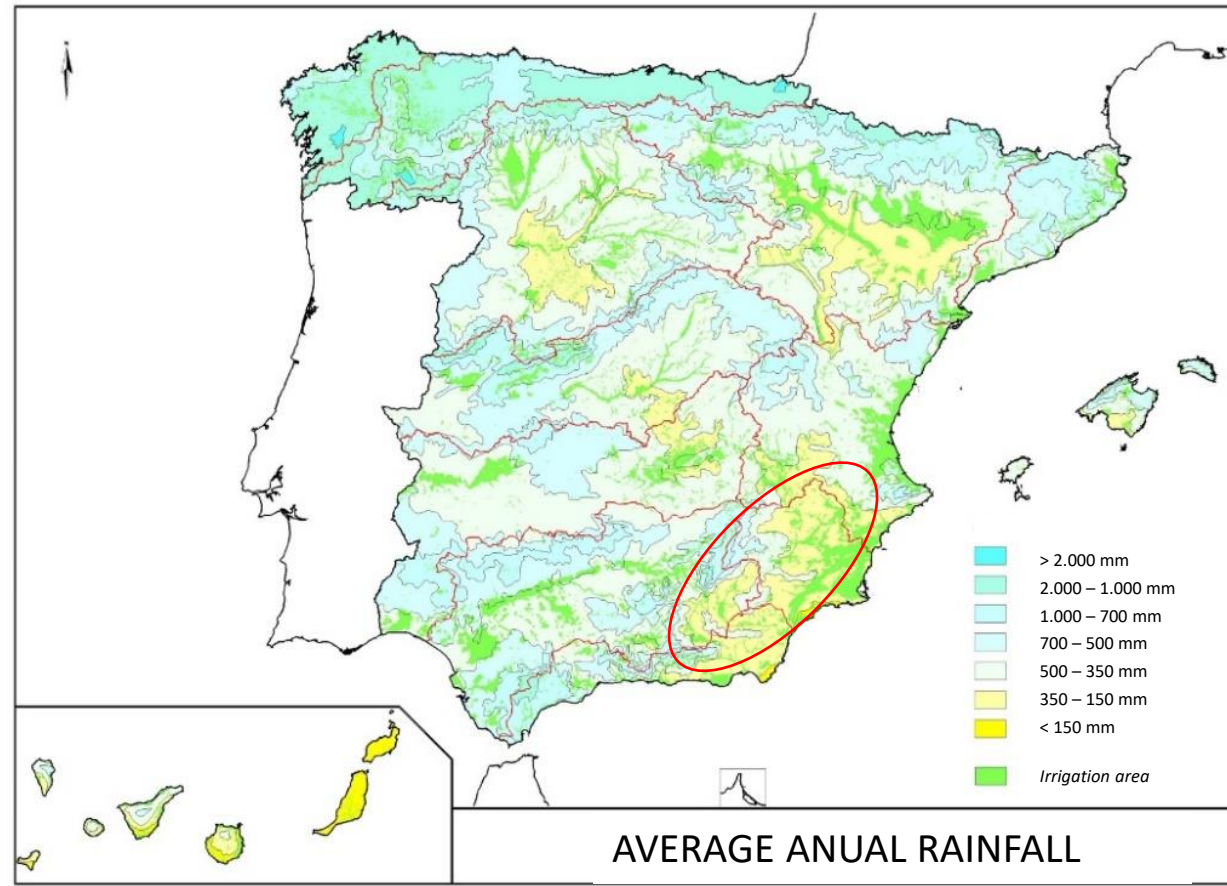 > 2.000 mm
2.000 – 1.000 mm
1.000 – 700 mm
700 – 500 mm
500 – 350 mm
350 – 150 mm
< 150 mm
Irrigation area
AVERAGE ANUAL RAINFALL